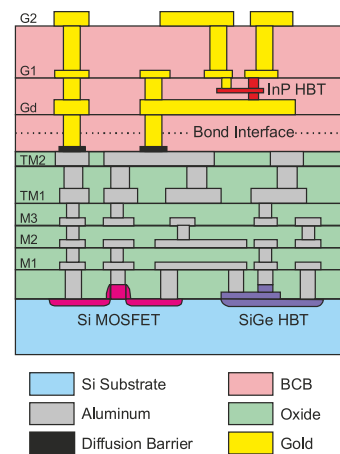 G2
G1
InP HBT
Gd
Bond Interface
TM2
TM1
M3
M2
M1
Si MOSFET
SiGe HBT
Si Substrate
BCB
Aluminum
Oxide
Diffusion Barrier
Gold